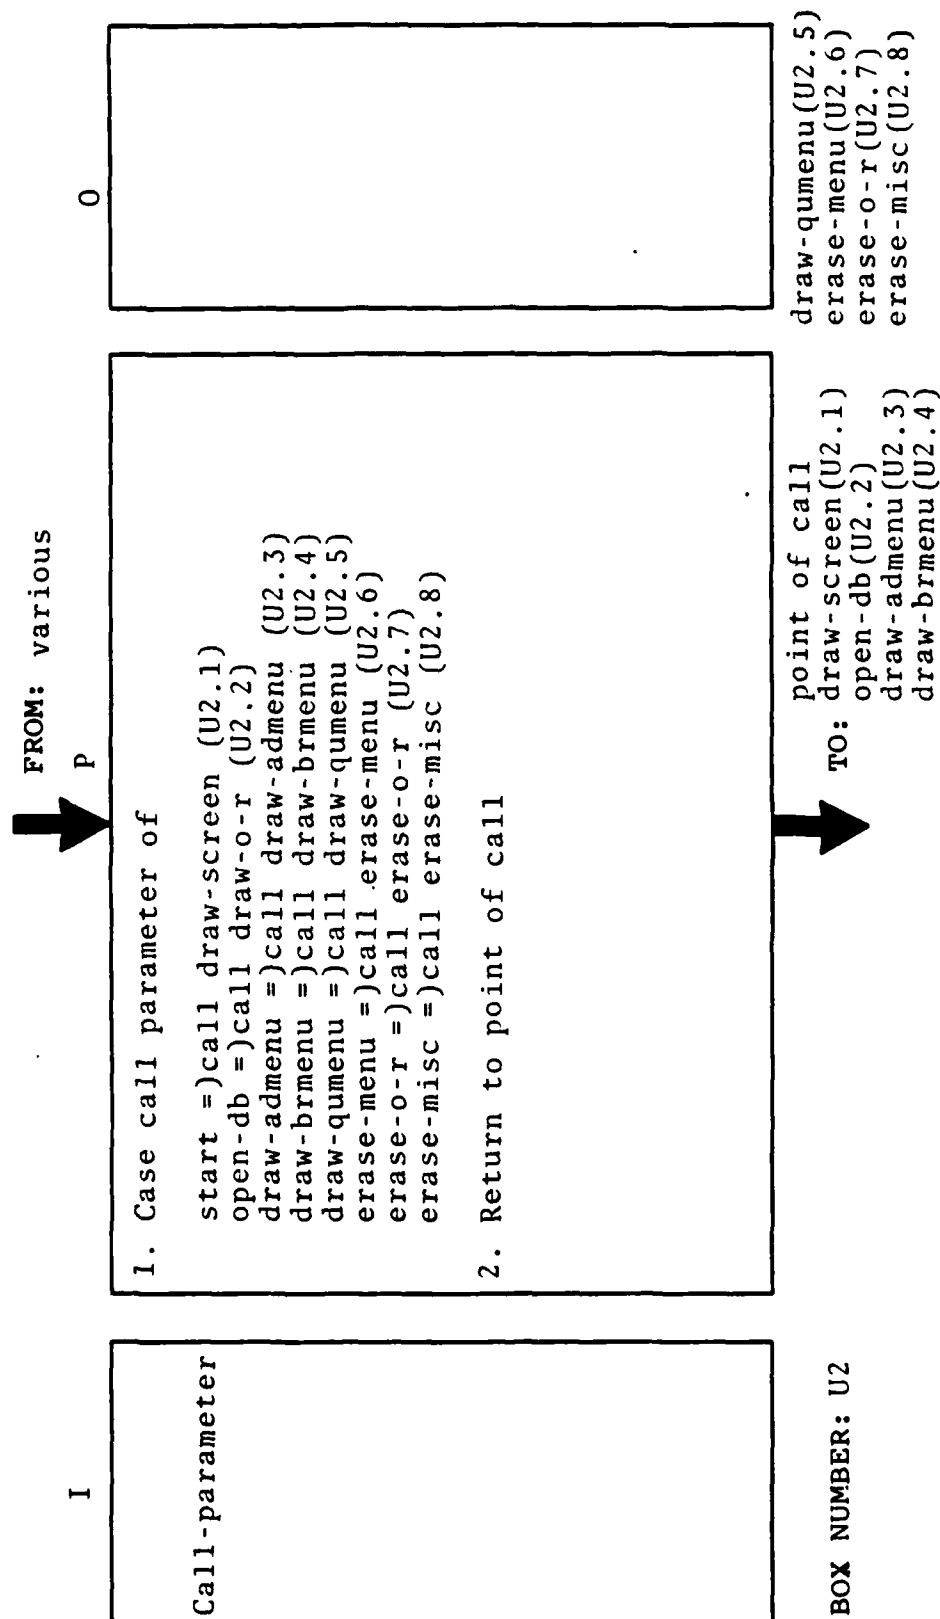 FROM: various
I
P
O
Call-parameter
1. Case call parameter of
start =)call draw-screen (U2.1)
open-db =)call draw-o-r (U2.2)
draw-admenu =)call draw-admenu (U2.3)
draw-brmenu =)call draw-brmenu (U2.4)
draw-qumenu =)call draw-qumenu (U2.5)
erase-menu =)call erase-menu (U2.6)
erase-o-r =)call erase-o-r (U2.7)
erase-misc =)call erase-misc (U2.8)
2. Return to point of call
BOX NUMBER: U2
point of call
TO: draw-screen(U2.1)
open-db(U2.2)
draw-admenu(U2.3)
draw-brmenu(U2.4)
draw-qumenu(U2.5)
erase-menu(U2.6)
erase-o-r(U2.7)
erase-misc(U2.8)